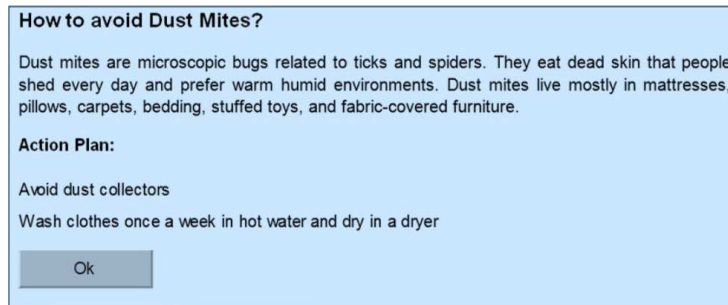 How to avoid Dust Mites?
Dust mites are microscopic bugs related to ticks and spiders. They eat dead skin that people
shed every day and prefer warm humid environments. Dust mites live mostly in mattresses,
pillows, carpets, bedding, stuffed toys, and fabric-covered furniture.
Action Plan:
Avoid dust collectors
Wash clothes once a week in hot water and dry in a dryer
Ok